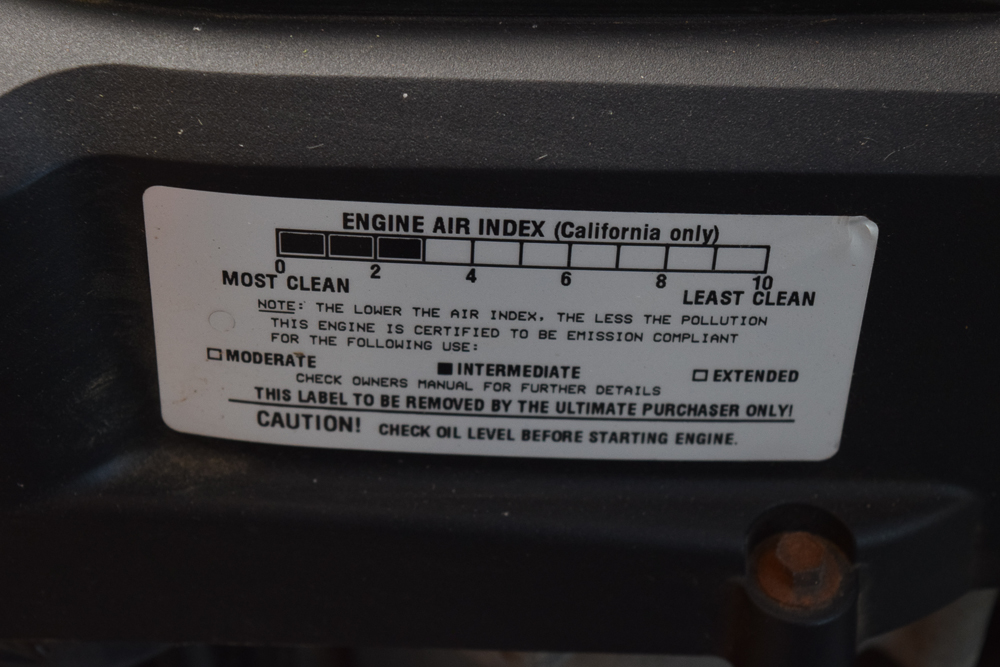 ENGINE AIR INDEX (California only)
0 2 4 6 8 10
MOST CLEAN LEAST CLEAN
NOTE: THE LOWER THE AIR INDEX, THE LESS THE POLLUTION
THIS ENGINE IS CERTIFIED TO BE EMISSION COMPLIANT
FOR THE FOLLOWING USE:
MODERATE INTERMEDIATE EXTENDED
CHECK OWNERS MANUAL FOR FURTHER DETAILS
THIS LABEL TO BE REMOVED BY THE ULTIMATE PURCHASER ONLY!
CAUTION! CHECK OIL LEVEL BEFORE STARTING ENGINE.